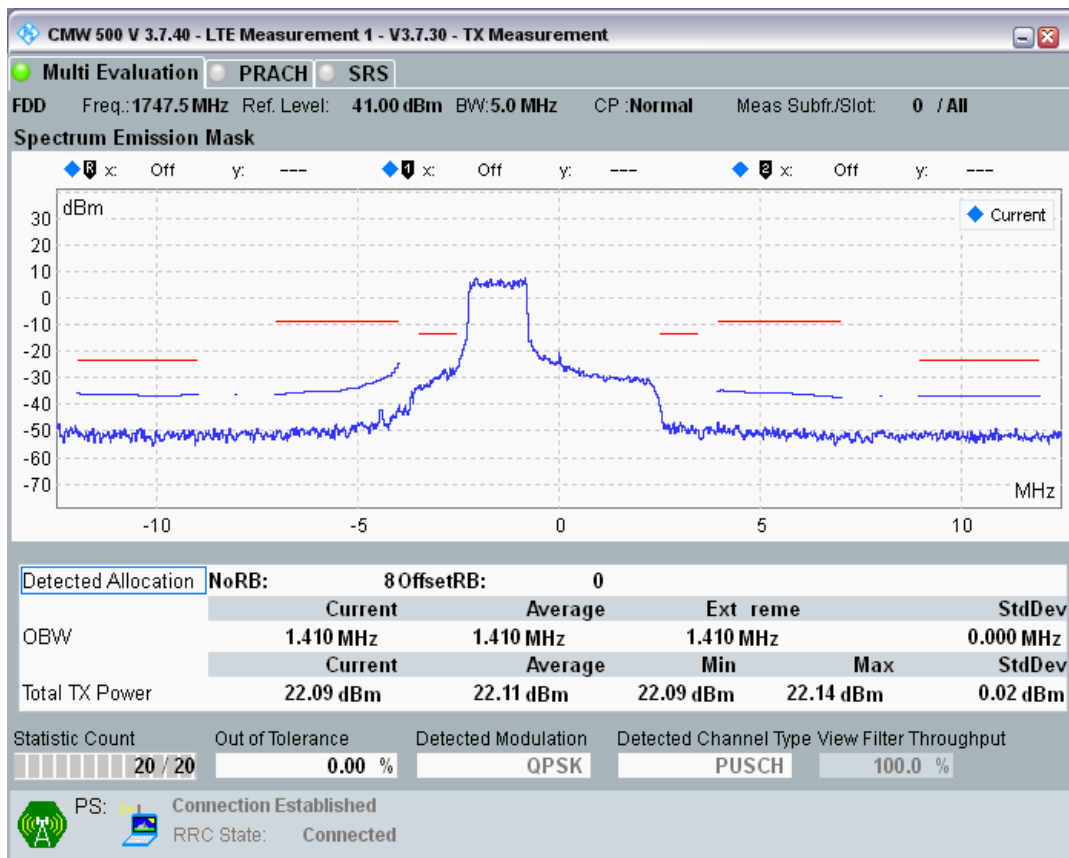 CMW 500 V 3.7.40 - LTE Measurement 1 - V3.7.30 - TX Measurement
Multi Evaluation PRACH SRS
FDD Freq.:1747.5 MHz Ref. Level: 41.00 dBm BW:5.0 MHz CP :Normal Meas Subfr./Slot: 0 / All
Spectrum Emission Mask
R x: Off y: --- 1 x: Off y: --- 2 x: Off y: ---
dBm
Current
30
20
10
0
-10
-20
-30
-40
-50
-60
-70
MHz
-10 -5 0 5 10
Detected Allocation NoRB: 8 OffsetRB: 0
Current Average Ext reme StdDev
OBW 1.410 MHz 1.410 MHz 1.410 MHz 0.000 MHz
Current Average Min Max StdDev
Total TX Power 22.09 dBm 22.11 dBm 22.09 dBm 22.14 dBm 0.02 dBm
Statistic Count Out of Tolerance Detected Modulation Detected Channel Type View Filter Throughput
20 / 20 0.00 % QPSK PUSCH 100.0 %
PS: Connection Established
RRC State: Connected